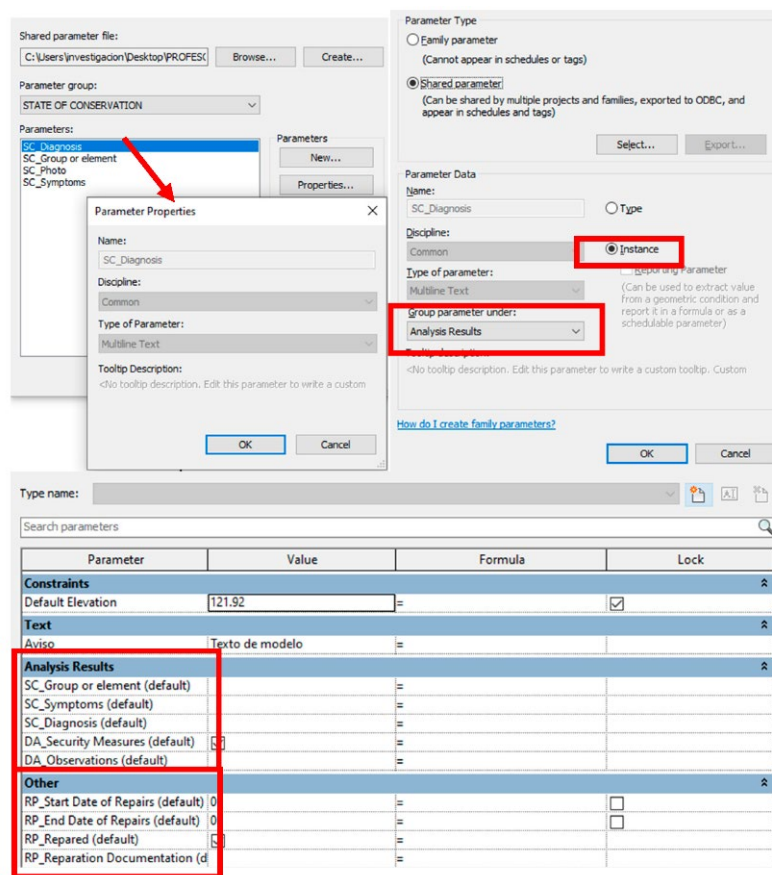 Shared parameter file:
C:\Users\investigacion\Desktop\PROFES(
Browse...
Create...
Parameter group:
STATE OF CONSERVATION
Parameters:
SC_Diagnosis
SC_Group or element
SC_Photo
SC_Symptoms
Parameters
New...
Properties...
Parameter Properties
Name:
SC_Diagnosis
Discipline:
Common
Type of Parameter:
Multiline Text
Tooltip Description:
<No tooltip description. Edit this parameter to write a custom
OK
Cancel
Parameter Type
Family parameter
(Cannot appear in schedules or tags)
Shared parameter
(Can be shared by multiple projects and families, exported to ODBC, and
appear in schedules and tags)
Select...
Export...
Parameter Data
Name:
SC_Diagnosis
Type
Discipline:
Common
Instance
Type of parameter:
Reporting Parameter
Multiline Text
(Can be used to extract value
from a geometric condition and
report it in a formula or as a
schedulable parameter)
Group parameter under:
Analysis Results
Tooltip description:
<No tooltip description. Edit this parameter to write a custom tooltip. Custom
How do I create family parameters?
OK
Cancel
Type name:
Search parameters
Parameter Value Formula Lock
Constraints
Default Elevation 121.92 =
Text
Aviso Texto de modelo =
Analysis Results
SC_Group or element (default) =
SC_Symptoms (default) =
SC_Diagnosis (default) =
DA_Security Measures (default) =
DA_Observations (default) =
Other
RP_Start Date of Repairs (default) 0 =
RP_End Date of Repairs (default) 0 =
RP_Repared (default) =
RP_Reparation Documentation (d =